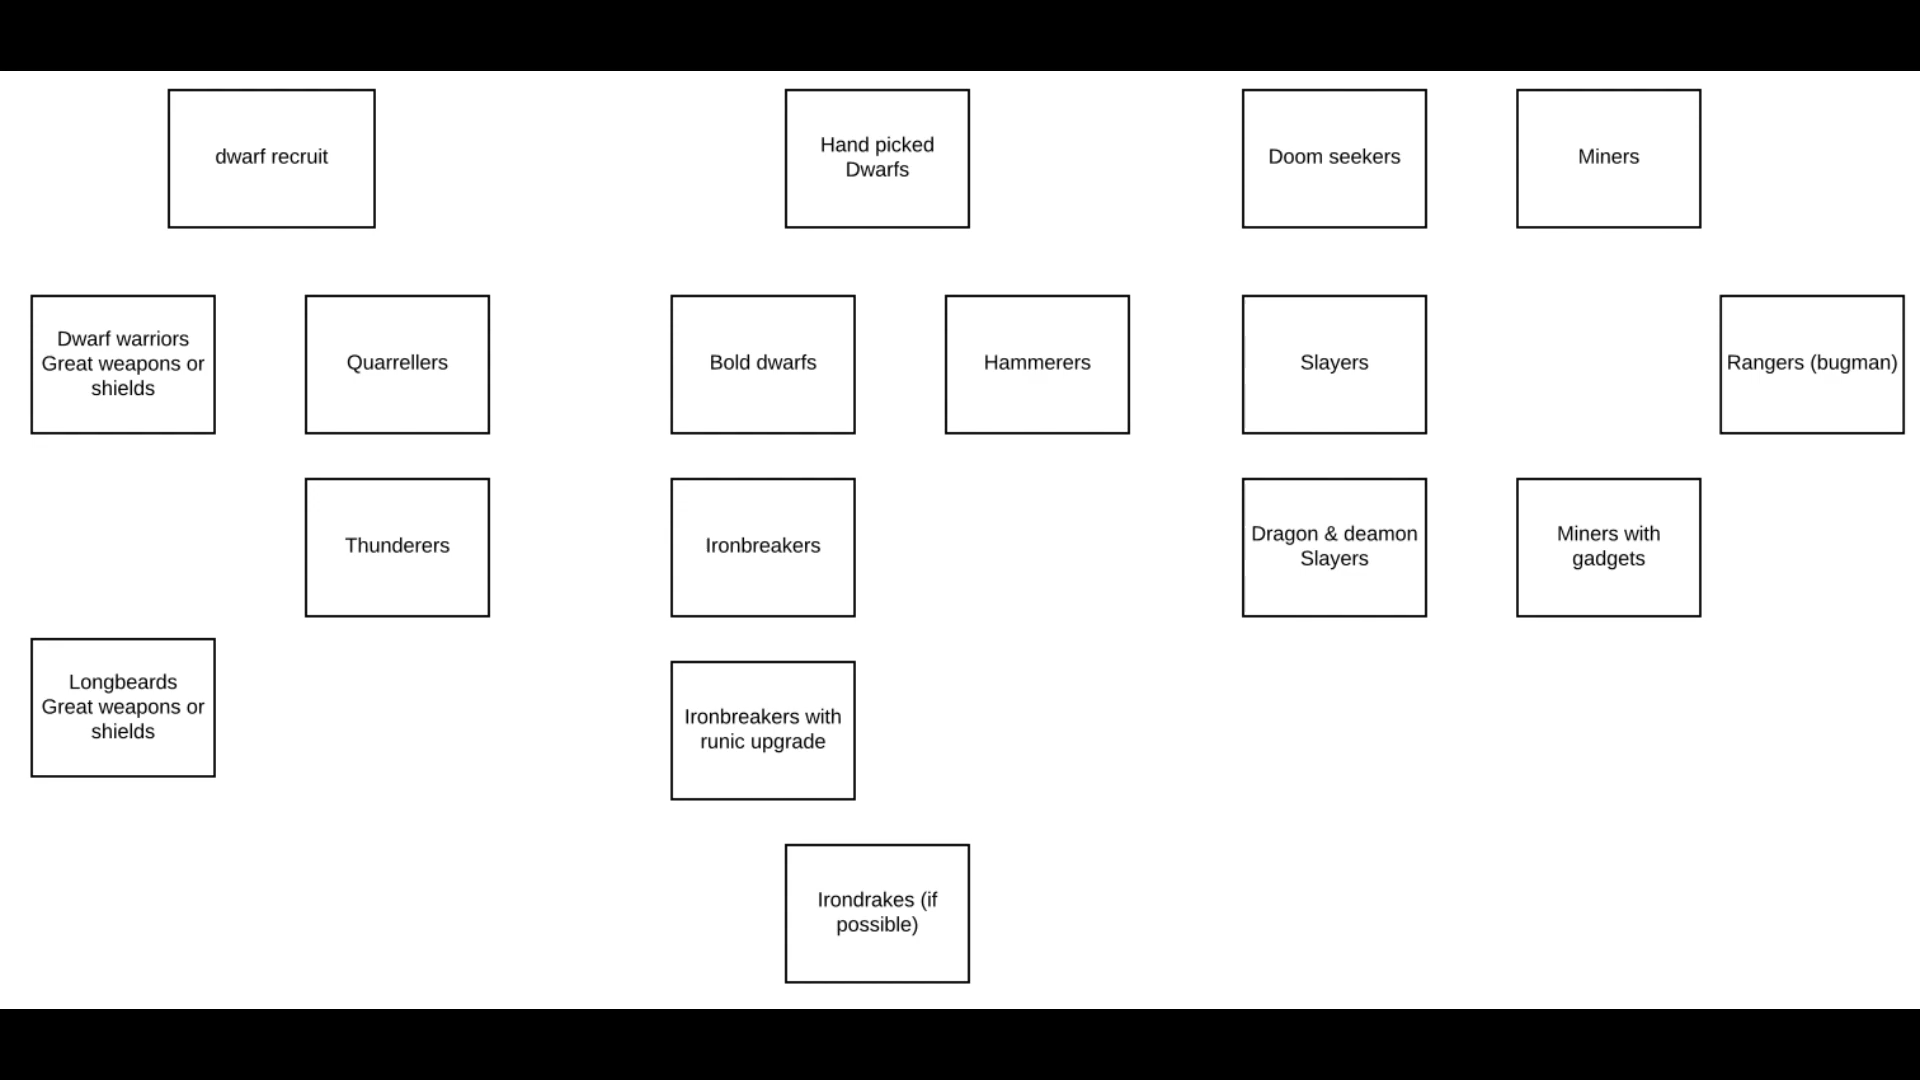 dwarf recruit
Hand picked
Dwarfs
Doom seekers
Miners
Dwarf warriors
Great weapons or
shields
Quarrellers
Bold dwarfs
Hammerers
Slayers
Rangers (bugman)
Thunderers
Ironbreakers
Dragon & deamon
Slayers
Miners with
gadgets
Longbeards
Great weapons or
shields
Ironbreakers with
runic upgrade
Irondrakes (if
possible)